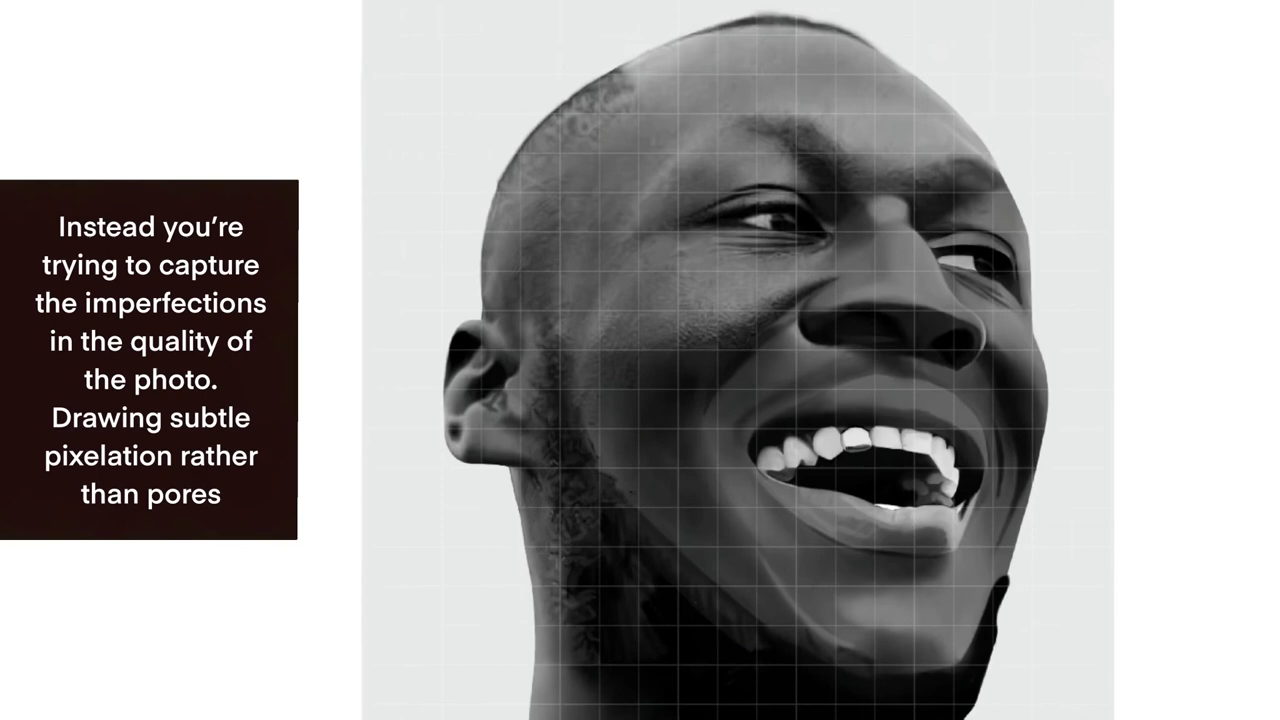 Instead you’re
trying to capture
the imperfections
in the quality of
the photo.
Drawing subtle
pixelation rather
than pores